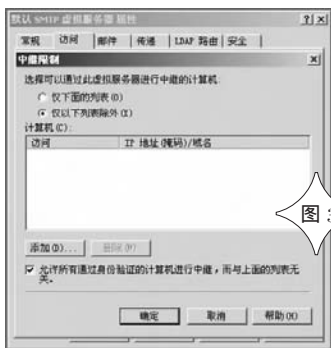 默认 SMTP 虚拟服务器 属性
常规 访问 邮件 传递 LDAP 路由 安全
中继限制
选择可以通过此虚拟服务器进行中继的计算机:
仅下面的列表(O)
仅以下列表除外(X)
计算机(C):
访问 IP 地址(掩码)/域名
添加(D)... 删除(R)
允许所有通过身份验证的计算机进行中继，而与上面的列表无
关。
确定 取消 帮助(H)
图